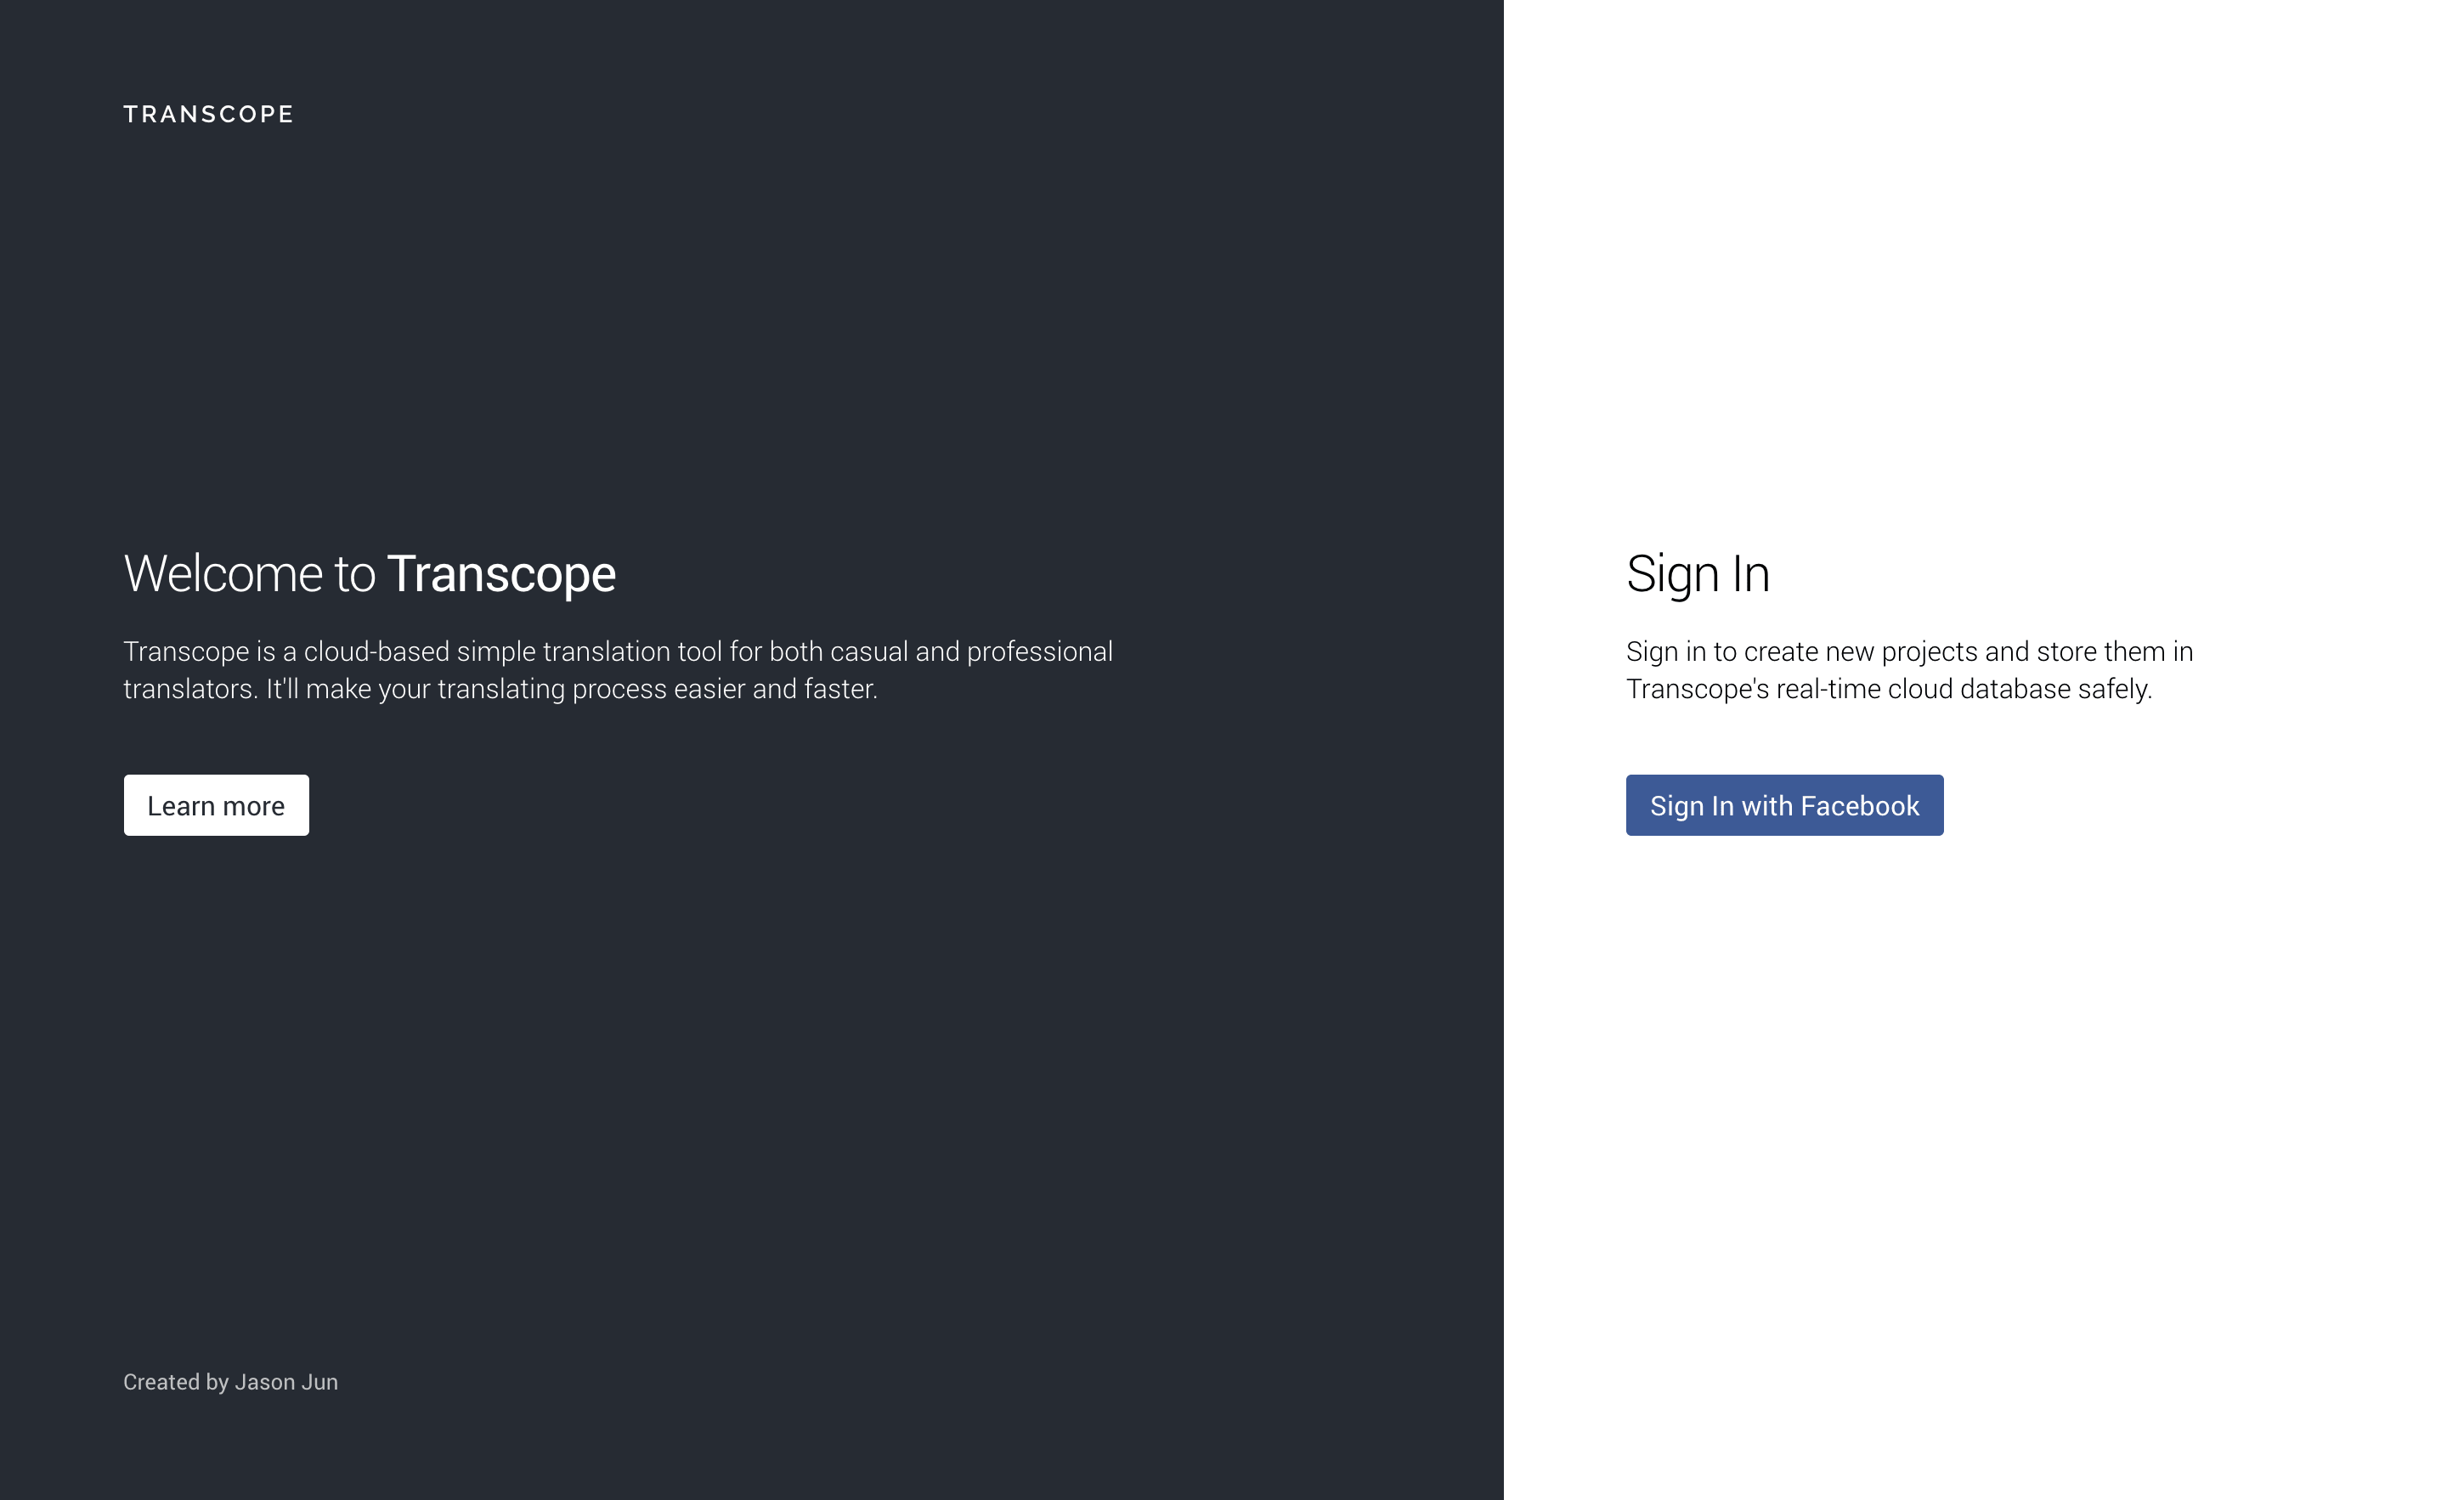 TRANSCOPE
Welcome to Transcope
Transcope is a cloud-based simple translation tool for both casual and professional
translators. It'll make your translating process easier and faster.
Learn more
Created by Jason Jun
Sign In
Sign in to create new projects and store them in
Transcope's real-time cloud database safely.
Sign In with Facebook